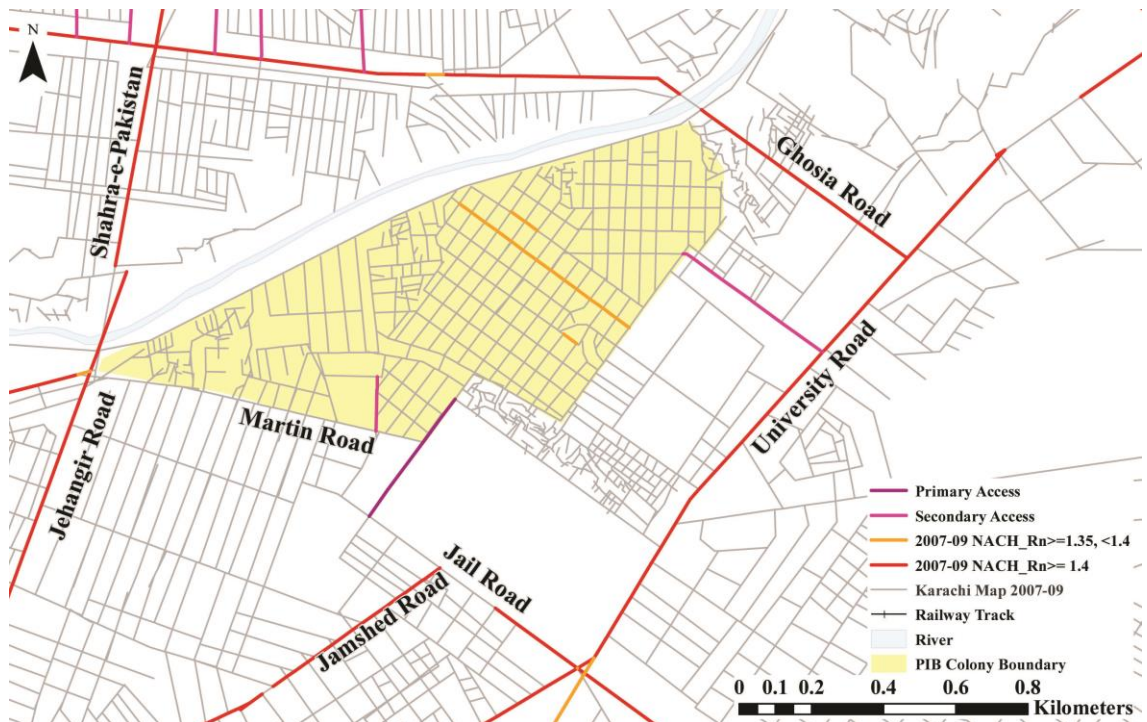 N
Shahra-e-Pakistan
Ghosia Road
University Road
Martin Road
Jehangir Road
Jail Road
Jamshed Road
Primary Access
Secondary Access
2007-09 NACH_Rn>=1.35, <1.4
2007-09 NACH_Rn>= 1.4
Karachi Map 2007-09
Railway Track
River
PIB Colony Boundary
0 0.1 0.2 0.4 0.6 0.8
Kilometers